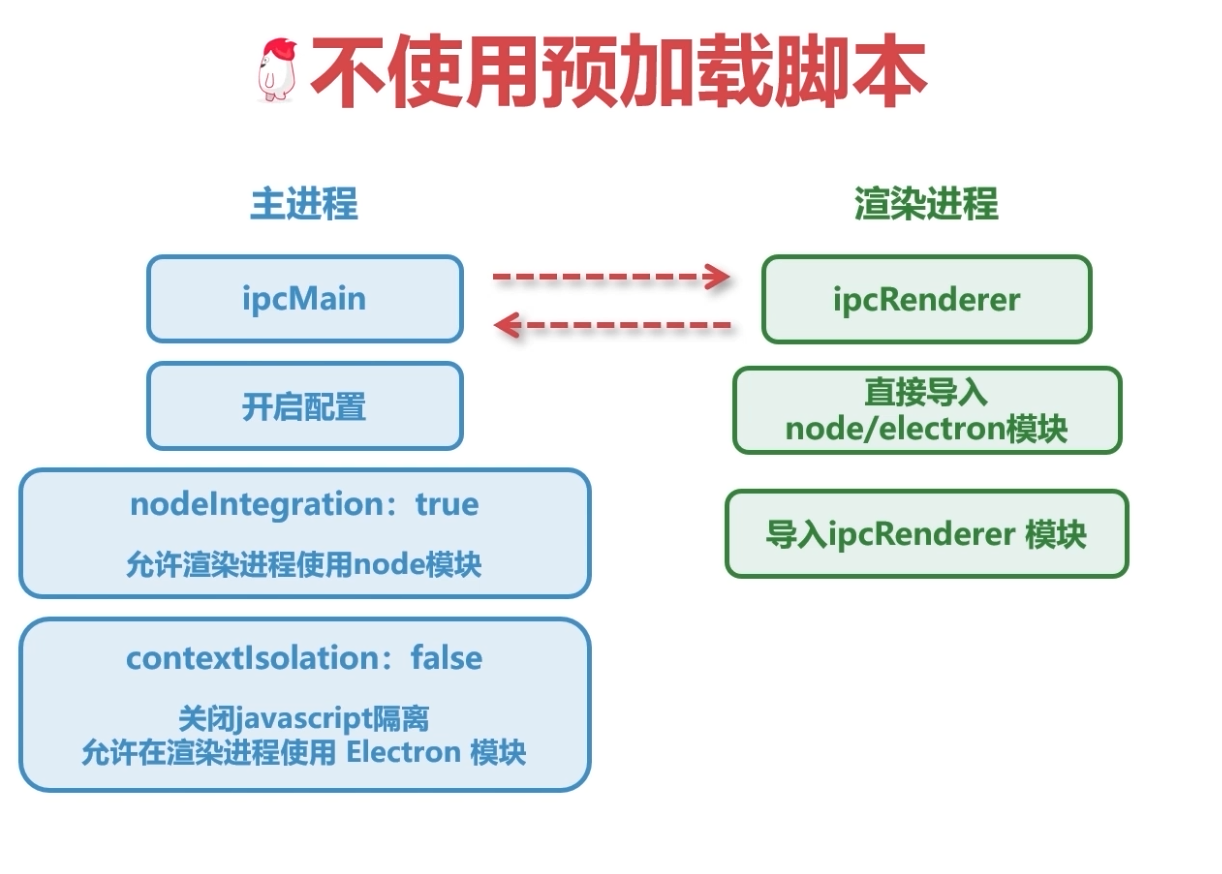 不使用预加载脚本
主进程
渲染进程
ipcMain
ipcRenderer
开启配置
直接导入
node/electron模块
nodeIntegration：true
允许渲染进程使用node模块
导入ipcRenderer 模块
contextIsolation：false
关闭javascript隔离
允许在渲染进程使用 Electron 模块